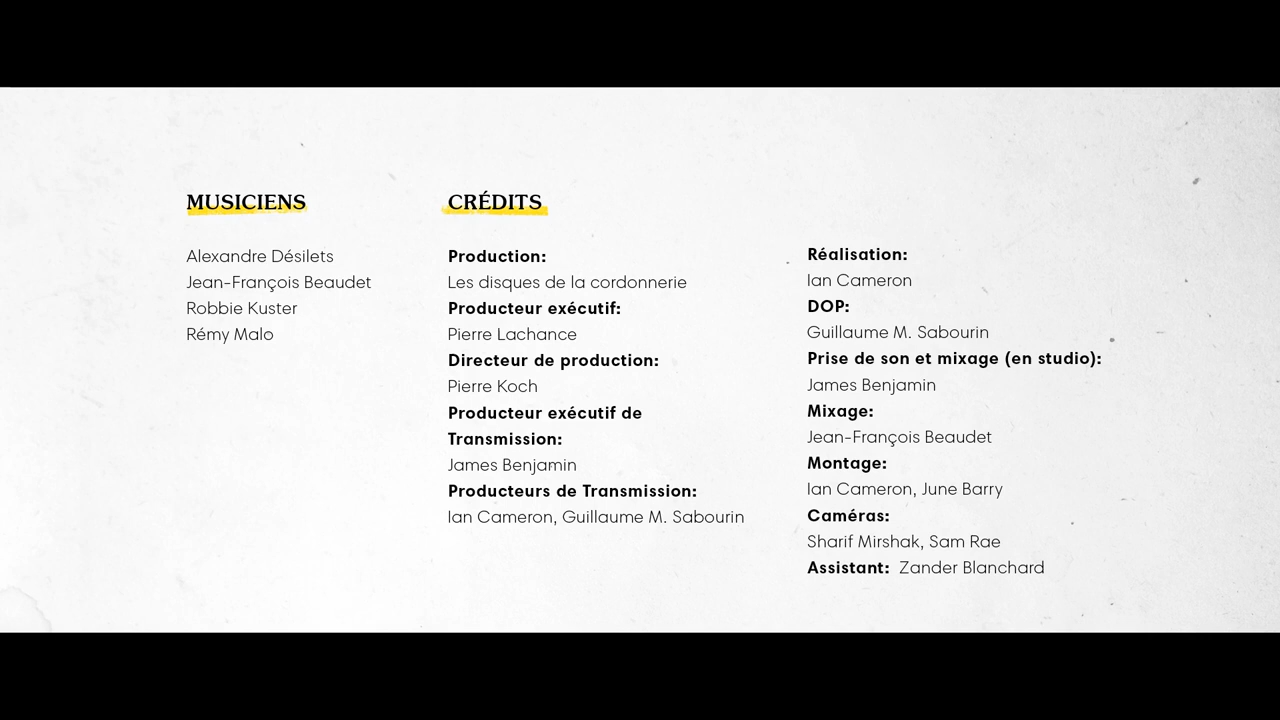 MUSICIENS
Alexandre Désilets
Jean-François Beaudet
Robbie Kuster
Rémy Malo
CRÉDITS
Production:
Les disques de la cordonnerie
Producteur exécutif:
Pierre Lachance
Directeur de production:
Pierre Koch
Producteur exécutif de
Transmission:
James Benjamin
Producteurs de Transmission:
Ian Cameron, Guillaume M. Sabourin
Réalisation:
Ian Cameron
DOP:
Guillaume M. Sabourin
Prise de son et mixage (en studio):
James Benjamin
Mixage:
Jean-François Beaudet
Montage:
Ian Cameron, June Barry
Caméras:
Sharif Mirshak, Sam Rae
Assistant: Zander Blanchard